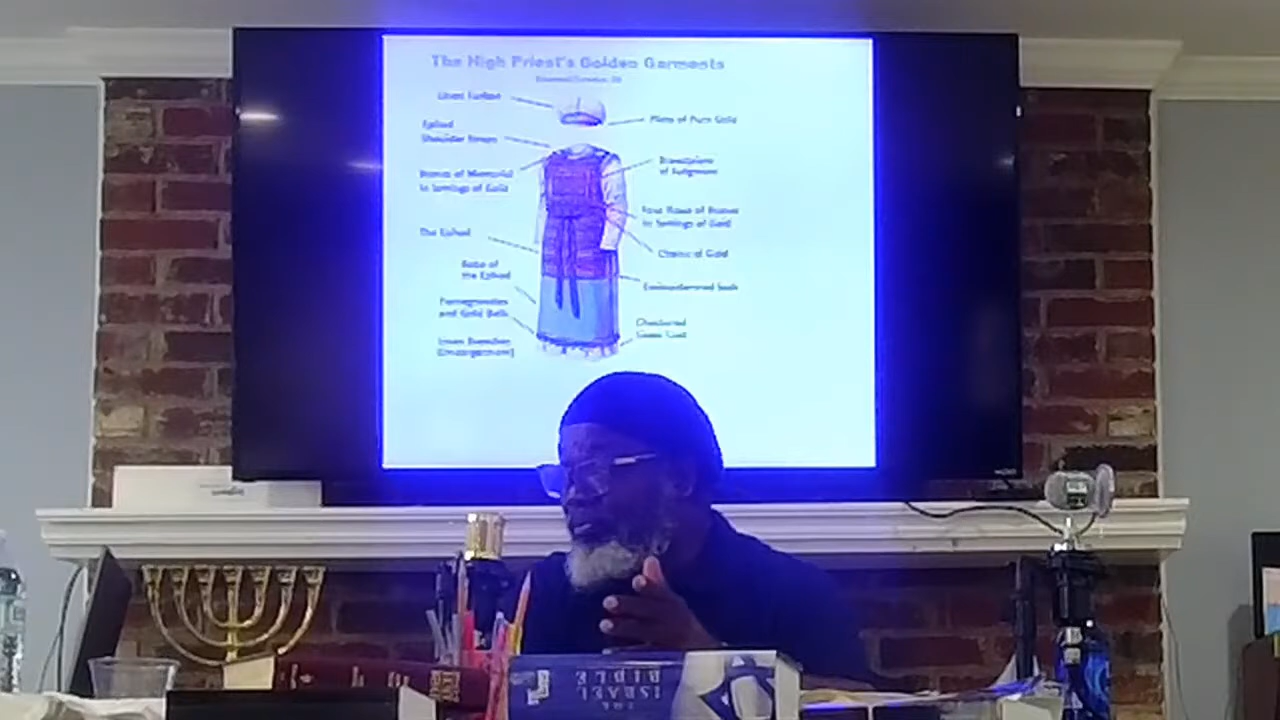 The High Priest's Golden Garments
Linen Turban
Plate of Pure Gold
Ephod
Shoulder Straps
Breastpiece
of Judgment
Stones of Memorial
in Settings of Gold
Four Rows of Stones
in Settings of Gold
The Ephod
Chains of Gold
Robe of
the Ephod
Embroidered Sash
Pomegranates
and Gold Bells
Checkered
Linen Coat
Linen Breeches
(Undergarment)
THE
ISRAEL
BIBLE